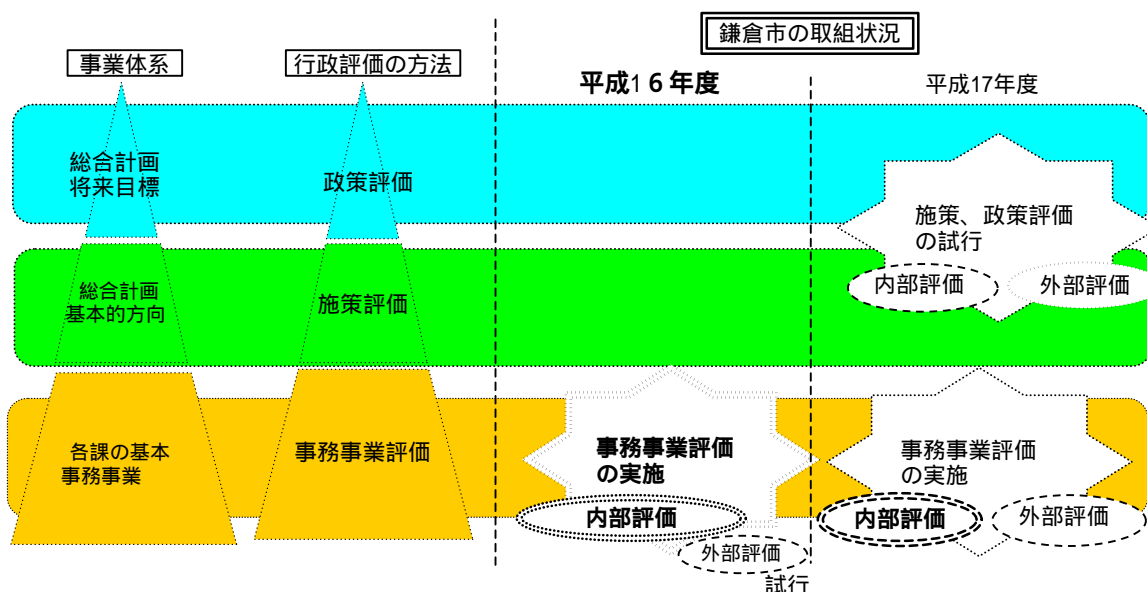 鎌倉市の取組状況
事業体系
行政評価の方法
平成1６年度
平成17年度
総合計画
将来目標
政策評価
施策、政策評価
の試行
内部評価
外部評価
総合計画
基本的方向
施策評価
各課の基本
事務事業
事務事業評価
事務事業評価
の実施
内部評価
外部評価
試行
事務事業評価
の実施
内部評価
外部評価